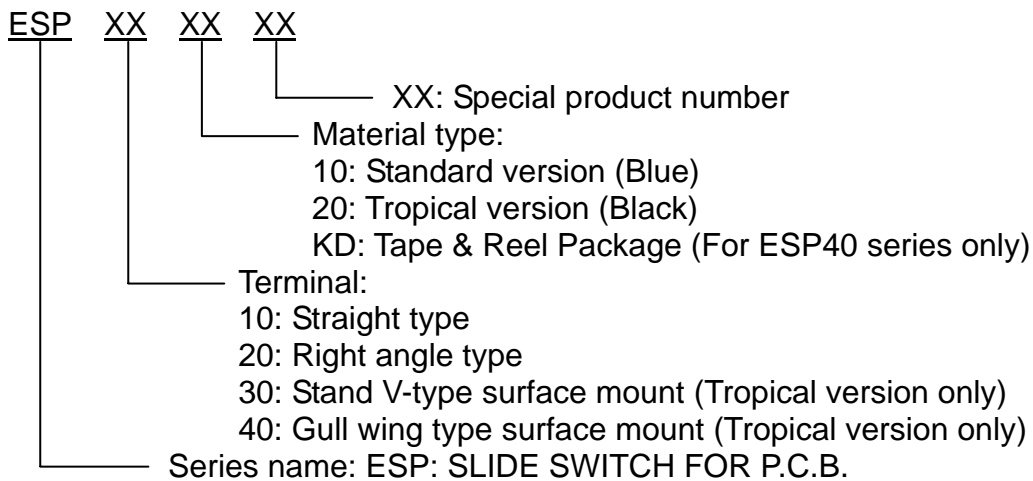 ESP XX XX XX
XX: Special product number
Material type:
10: Standard version (Blue)
20: Tropical version (Black)
KD: Tape & Reel Package (For ESP40 series only)
Terminal:
10: Straight type
20: Right angle type
30: Stand V-type surface mount (Tropical version only)
40: Gull wing type surface mount (Tropical version only)
Series name: ESP: SLIDE SWITCH FOR P.C.B.